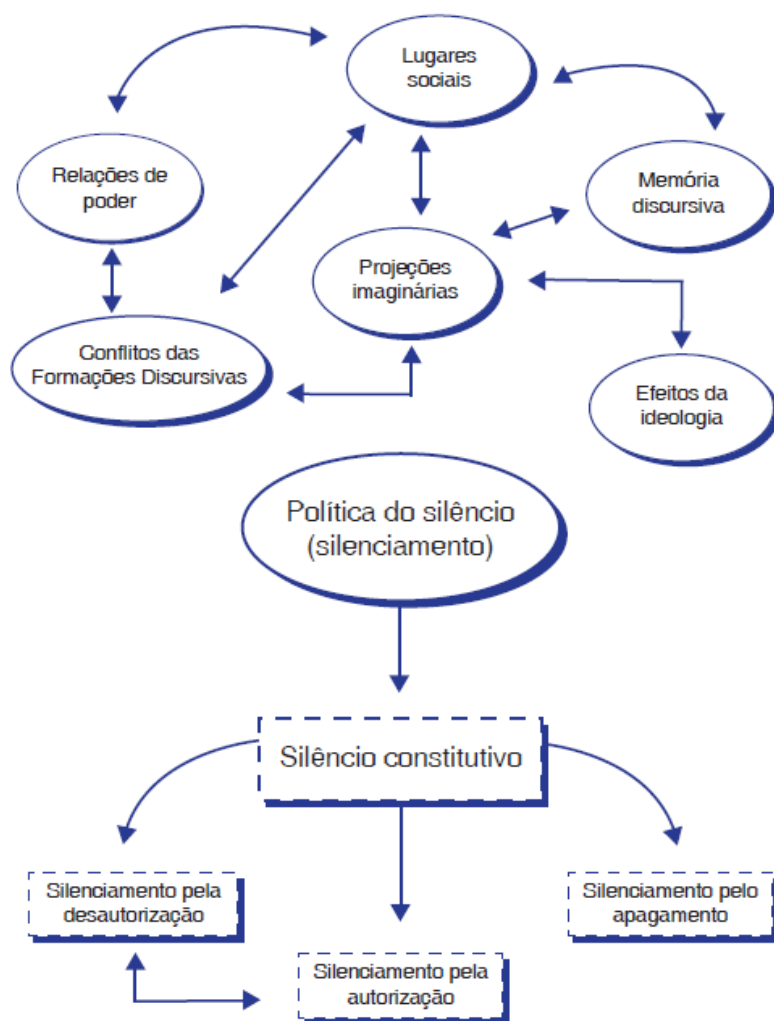 Lugares
sociais
Relações de
poder
Memória
discursiva
Projeções
imaginárias
Conflitos das
Formações Discursivas
Efeitos da
ideologia
Política do silêncio
(silenciamento)
Silêncio constitutivo
Silenciamento pela
desautorização
Silenciamento pelo
apagamento
Silenciamento pela
autorização